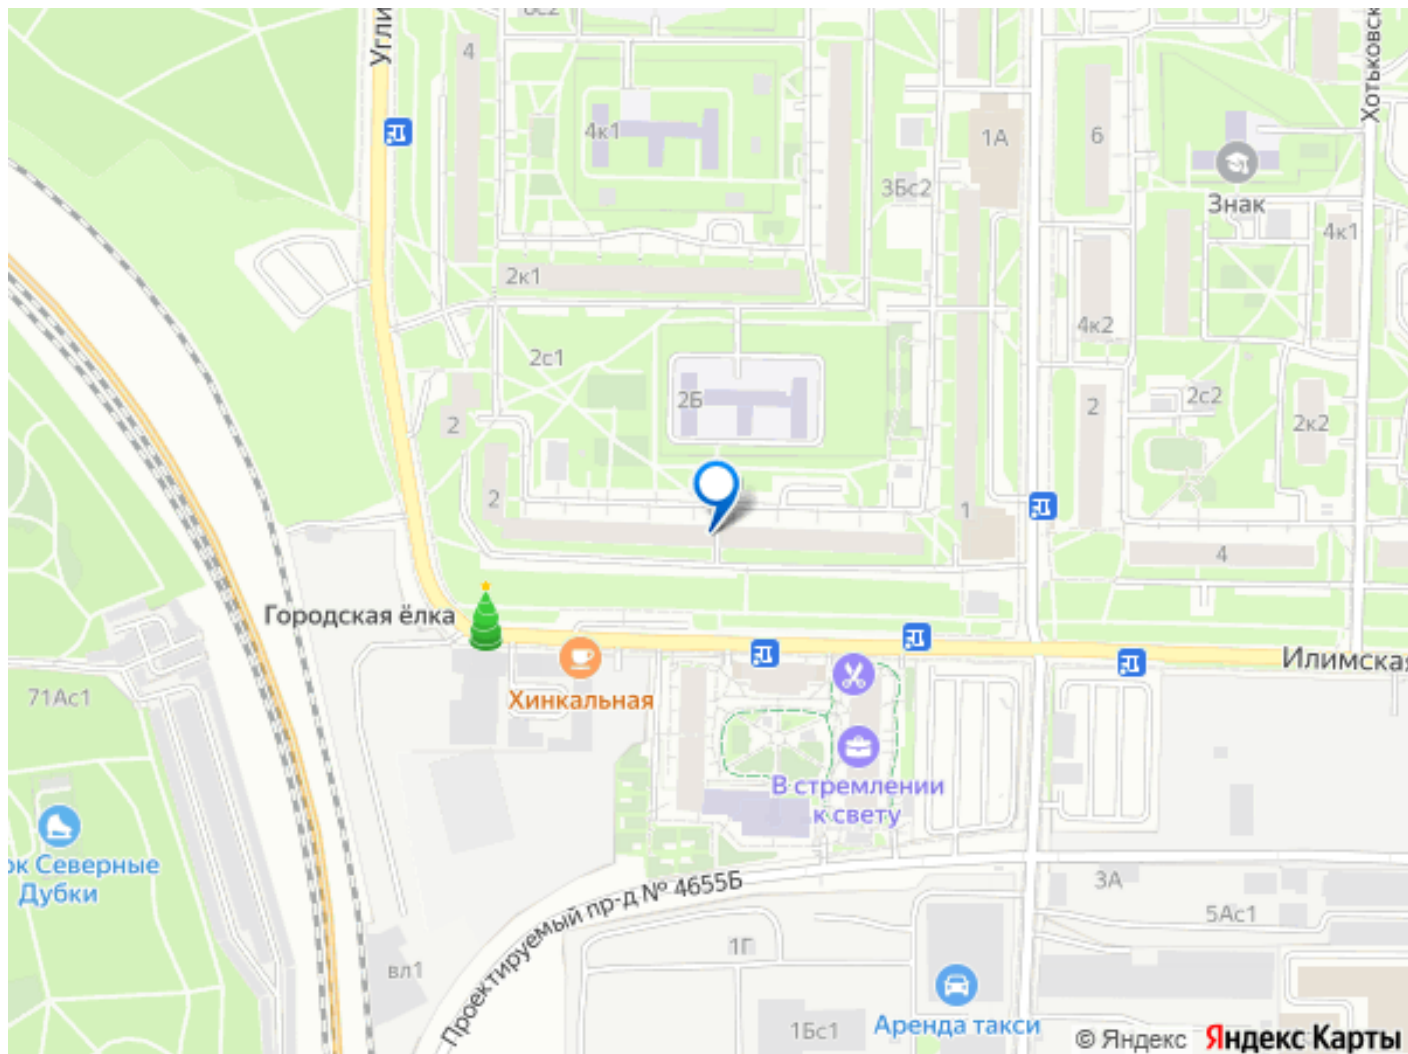 Угли
4
4к1
1А
6
Хотьковск
3Бс2
Знак
4к1
2к1
4к2
2с1
2Б
2
2
2с2
2к2
2
1
4
Городская ёлка
Илимская
71Ас1
Хинкальная
В стремлении
к свету
ок Северные
Дубки
Проектируемый пр-д № 4655Б
3А
5Ас1
1Г
вл1
1Бс1
Аренда такси
© Яндекс
Яндекс Карты